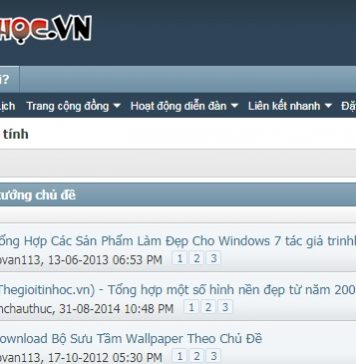 HỌC.VN
i?
ịch Trang cộng đồng Hoạt động diễn đàn Liên kết nhanh Đă
tính
tướng chủ đề
ổng Hợp Các Sản Phẩm Làm Đẹp Cho Windows 7 tác giả trinhl
ovan113, 13-06-2013 06:53 PM 1 2 3
Thegioitinhoc.vn) - Tổng hợp một số hình nền đẹp từ năm 200
nchauthuc, 31-08-2014 10:48 PM 1 2 3
ownload Bộ Sưu Tầm Wallpaper Theo Chủ Đề
ovan113, 17-10-2012 05:30 PM 1 2 3